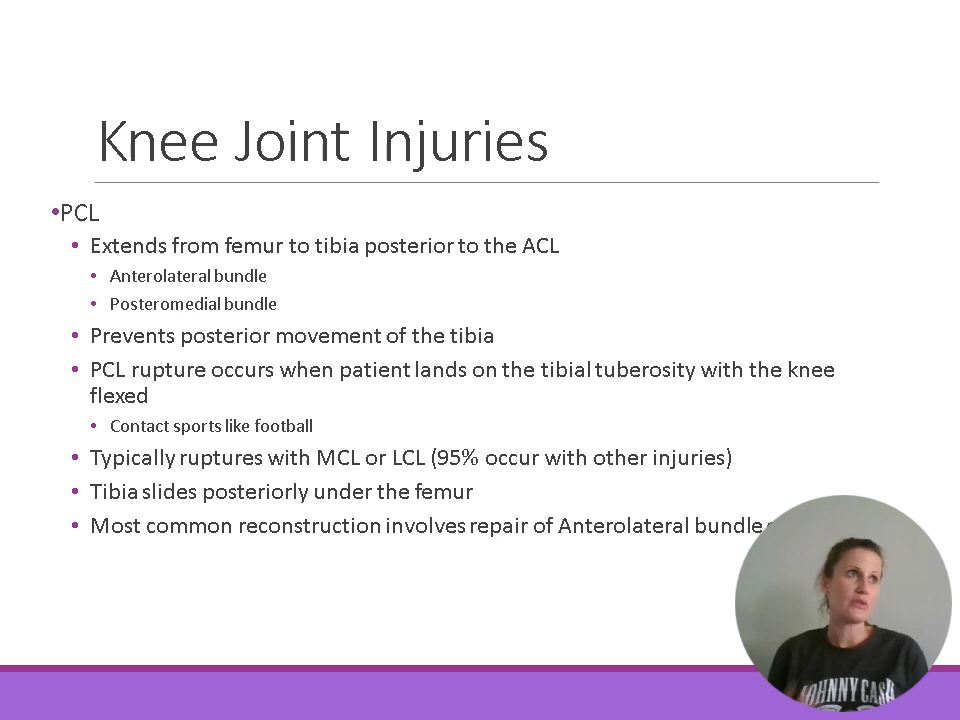 Knee Joint Injuries
•PCL
• Extends from femur to tibia posterior to the ACL
• Anterolateral bundle
• Posteromedial bundle
• Prevents posterior movement of the tibia
• PCL rupture occurs when patient lands on the tibial tuberosity with the knee
flexed
• Contact sports like football
• Typically ruptures with MCL or LCL (95% occur with other injuries)
• Tibia slides posteriorly under the femur
• Most common reconstruction involves repair of Anterolateral bundle
JOHNNY CASH